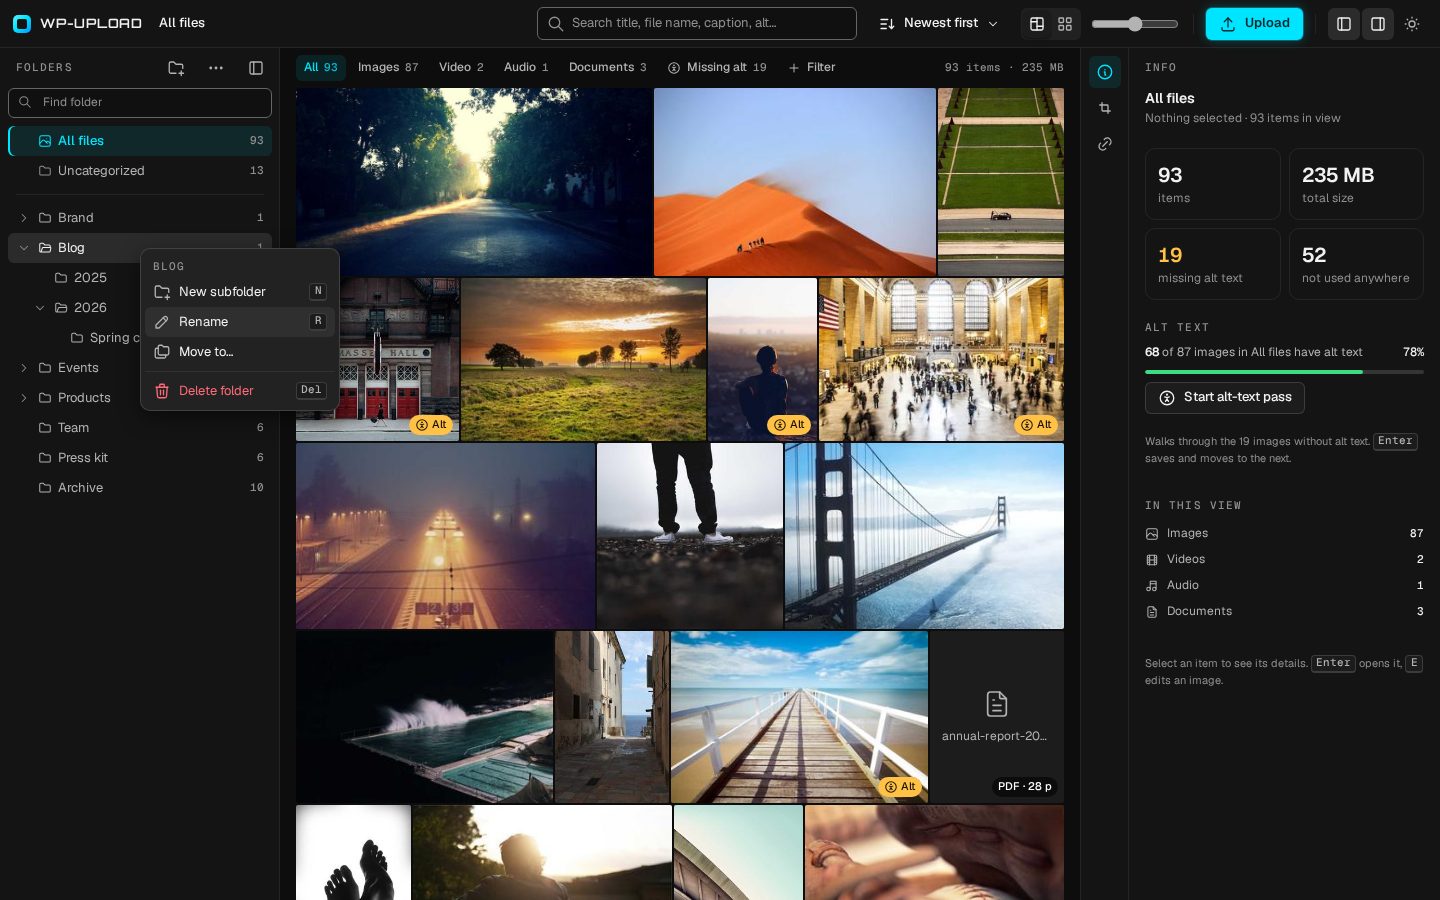 WP-UPLOAD All files
Search title, file name, caption, alt...
Newest first
Upload
FOLDERS
Find folder
All files 93
Uncategorized 13
Brand 1
Blog 1
2025
2026
Spring c
Events
Products
Team 6
Press kit 6
Archive 10
BLOG
New subfolder N
Rename R
Move to...
Delete folder Del
All 93 Images 87 Video 2 Audio 1 Documents 3 Missing alt 19 Filter 93 items · 235 MB
MASSEY HALL
Alt
Alt
Alt
Alt
annual-report-20...
PDF · 28 p
INFO
All files
Nothing selected · 93 items in view
93
items
235 MB
total size
19
missing alt text
52
not used anywhere
ALT TEXT
68 of 87 images in All files have alt text 78%
Start alt-text pass
Walks through the 19 images without alt text. Enter
saves and moves to the next.
IN THIS VIEW
Images 87
Videos 2
Audio 1
Documents 3
Select an item to see its details. Enter opens it, E
edits an image.